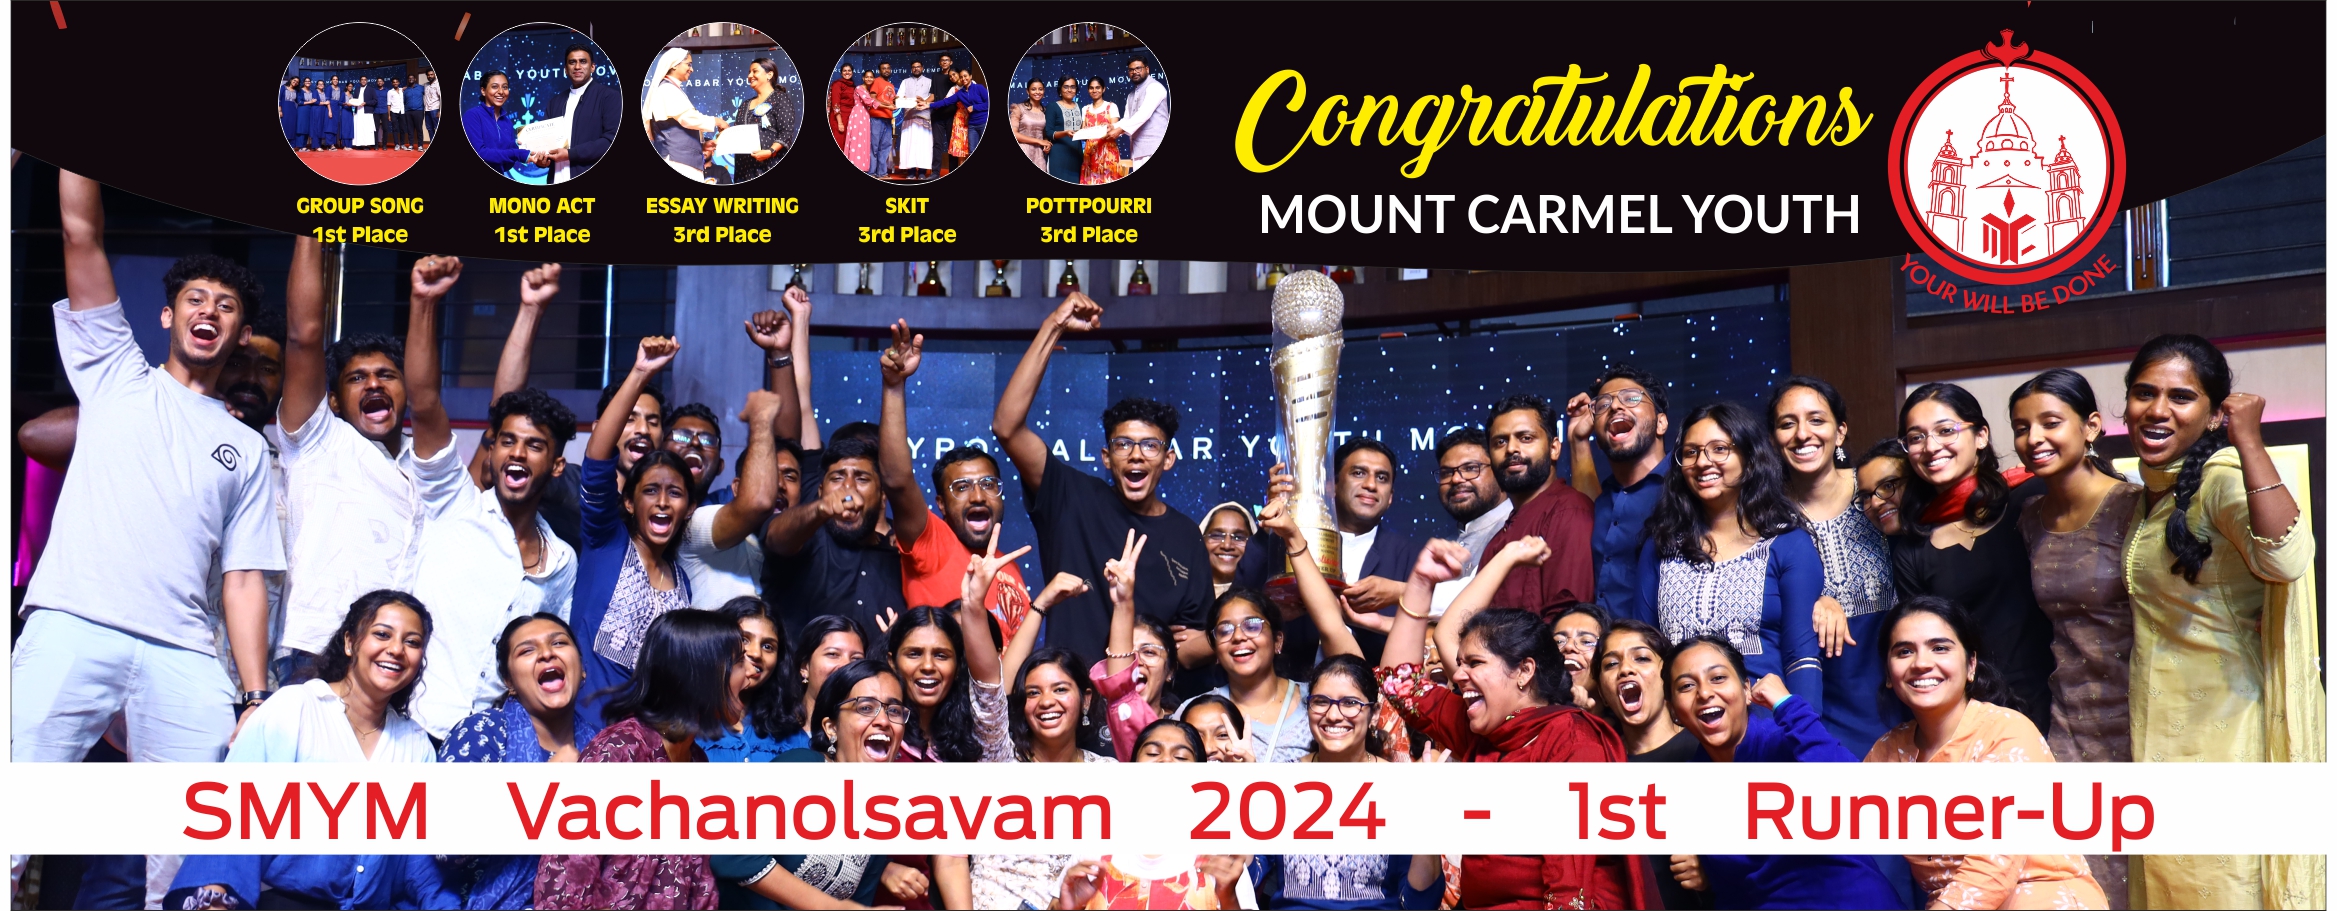 GROUP SONG
1st Place
MONO ACT
1st Place
ESSAY WRITING
3rd Place
SKIT
3rd Place
POTTPOURRI
3rd Place
Congratulations
MOUNT CARMEL YOUTH
YOUR WILL BE DONE
SMYM Vachanolsavam 2024 - 1st Runner-Up